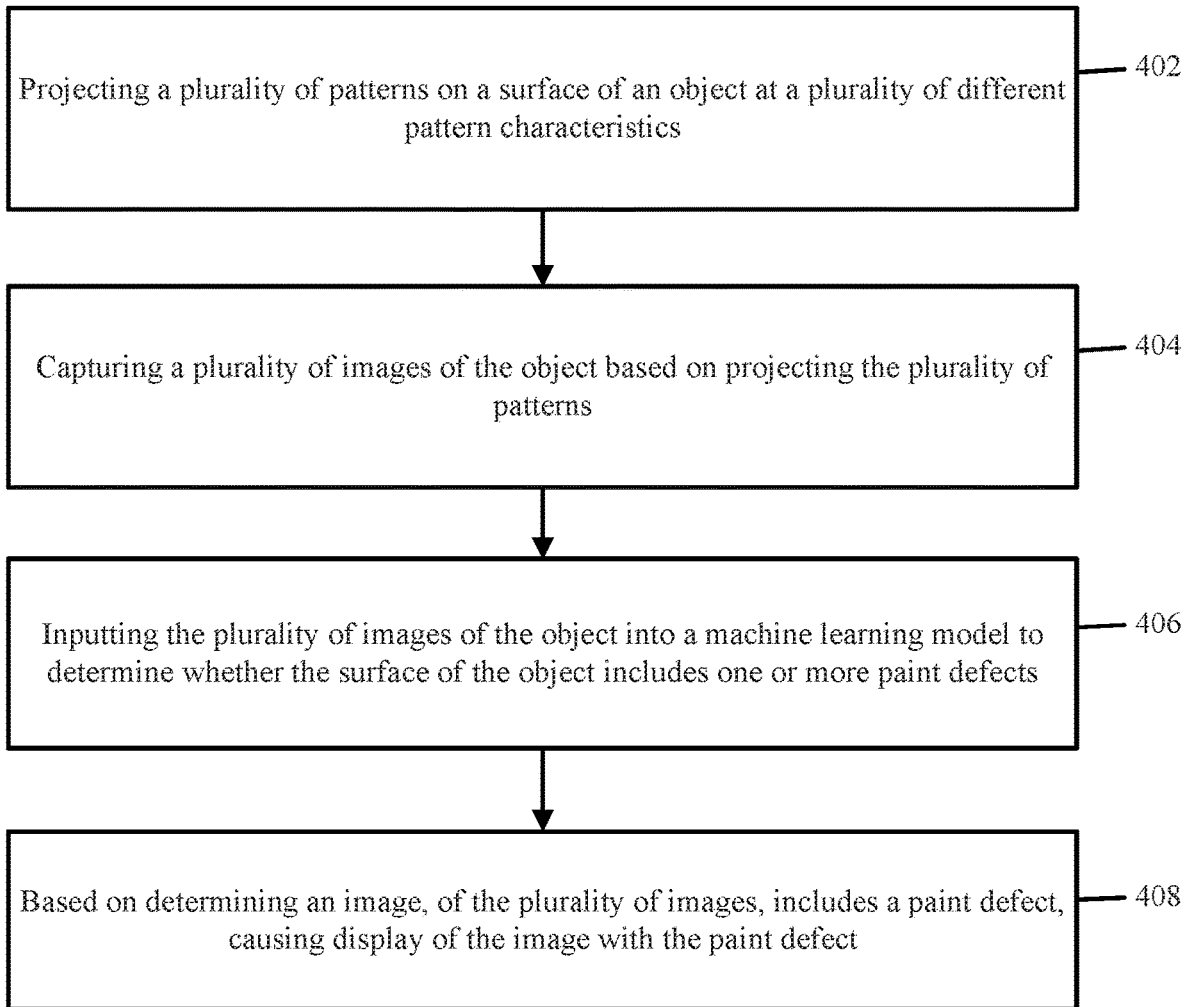 Projecting a plurality of patterns on a surface of an object at a plurality of different
pattern characteristics
402
Capturing a plurality of images of the object based on projecting the plurality of
patterns
404
Inputting the plurality of images of the object into a machine learning model to
determine whether the surface of the object includes one or more paint defects
406
Based on determining an image, of the plurality of images, includes a paint defect,
causing display of the image with the paint defect
408